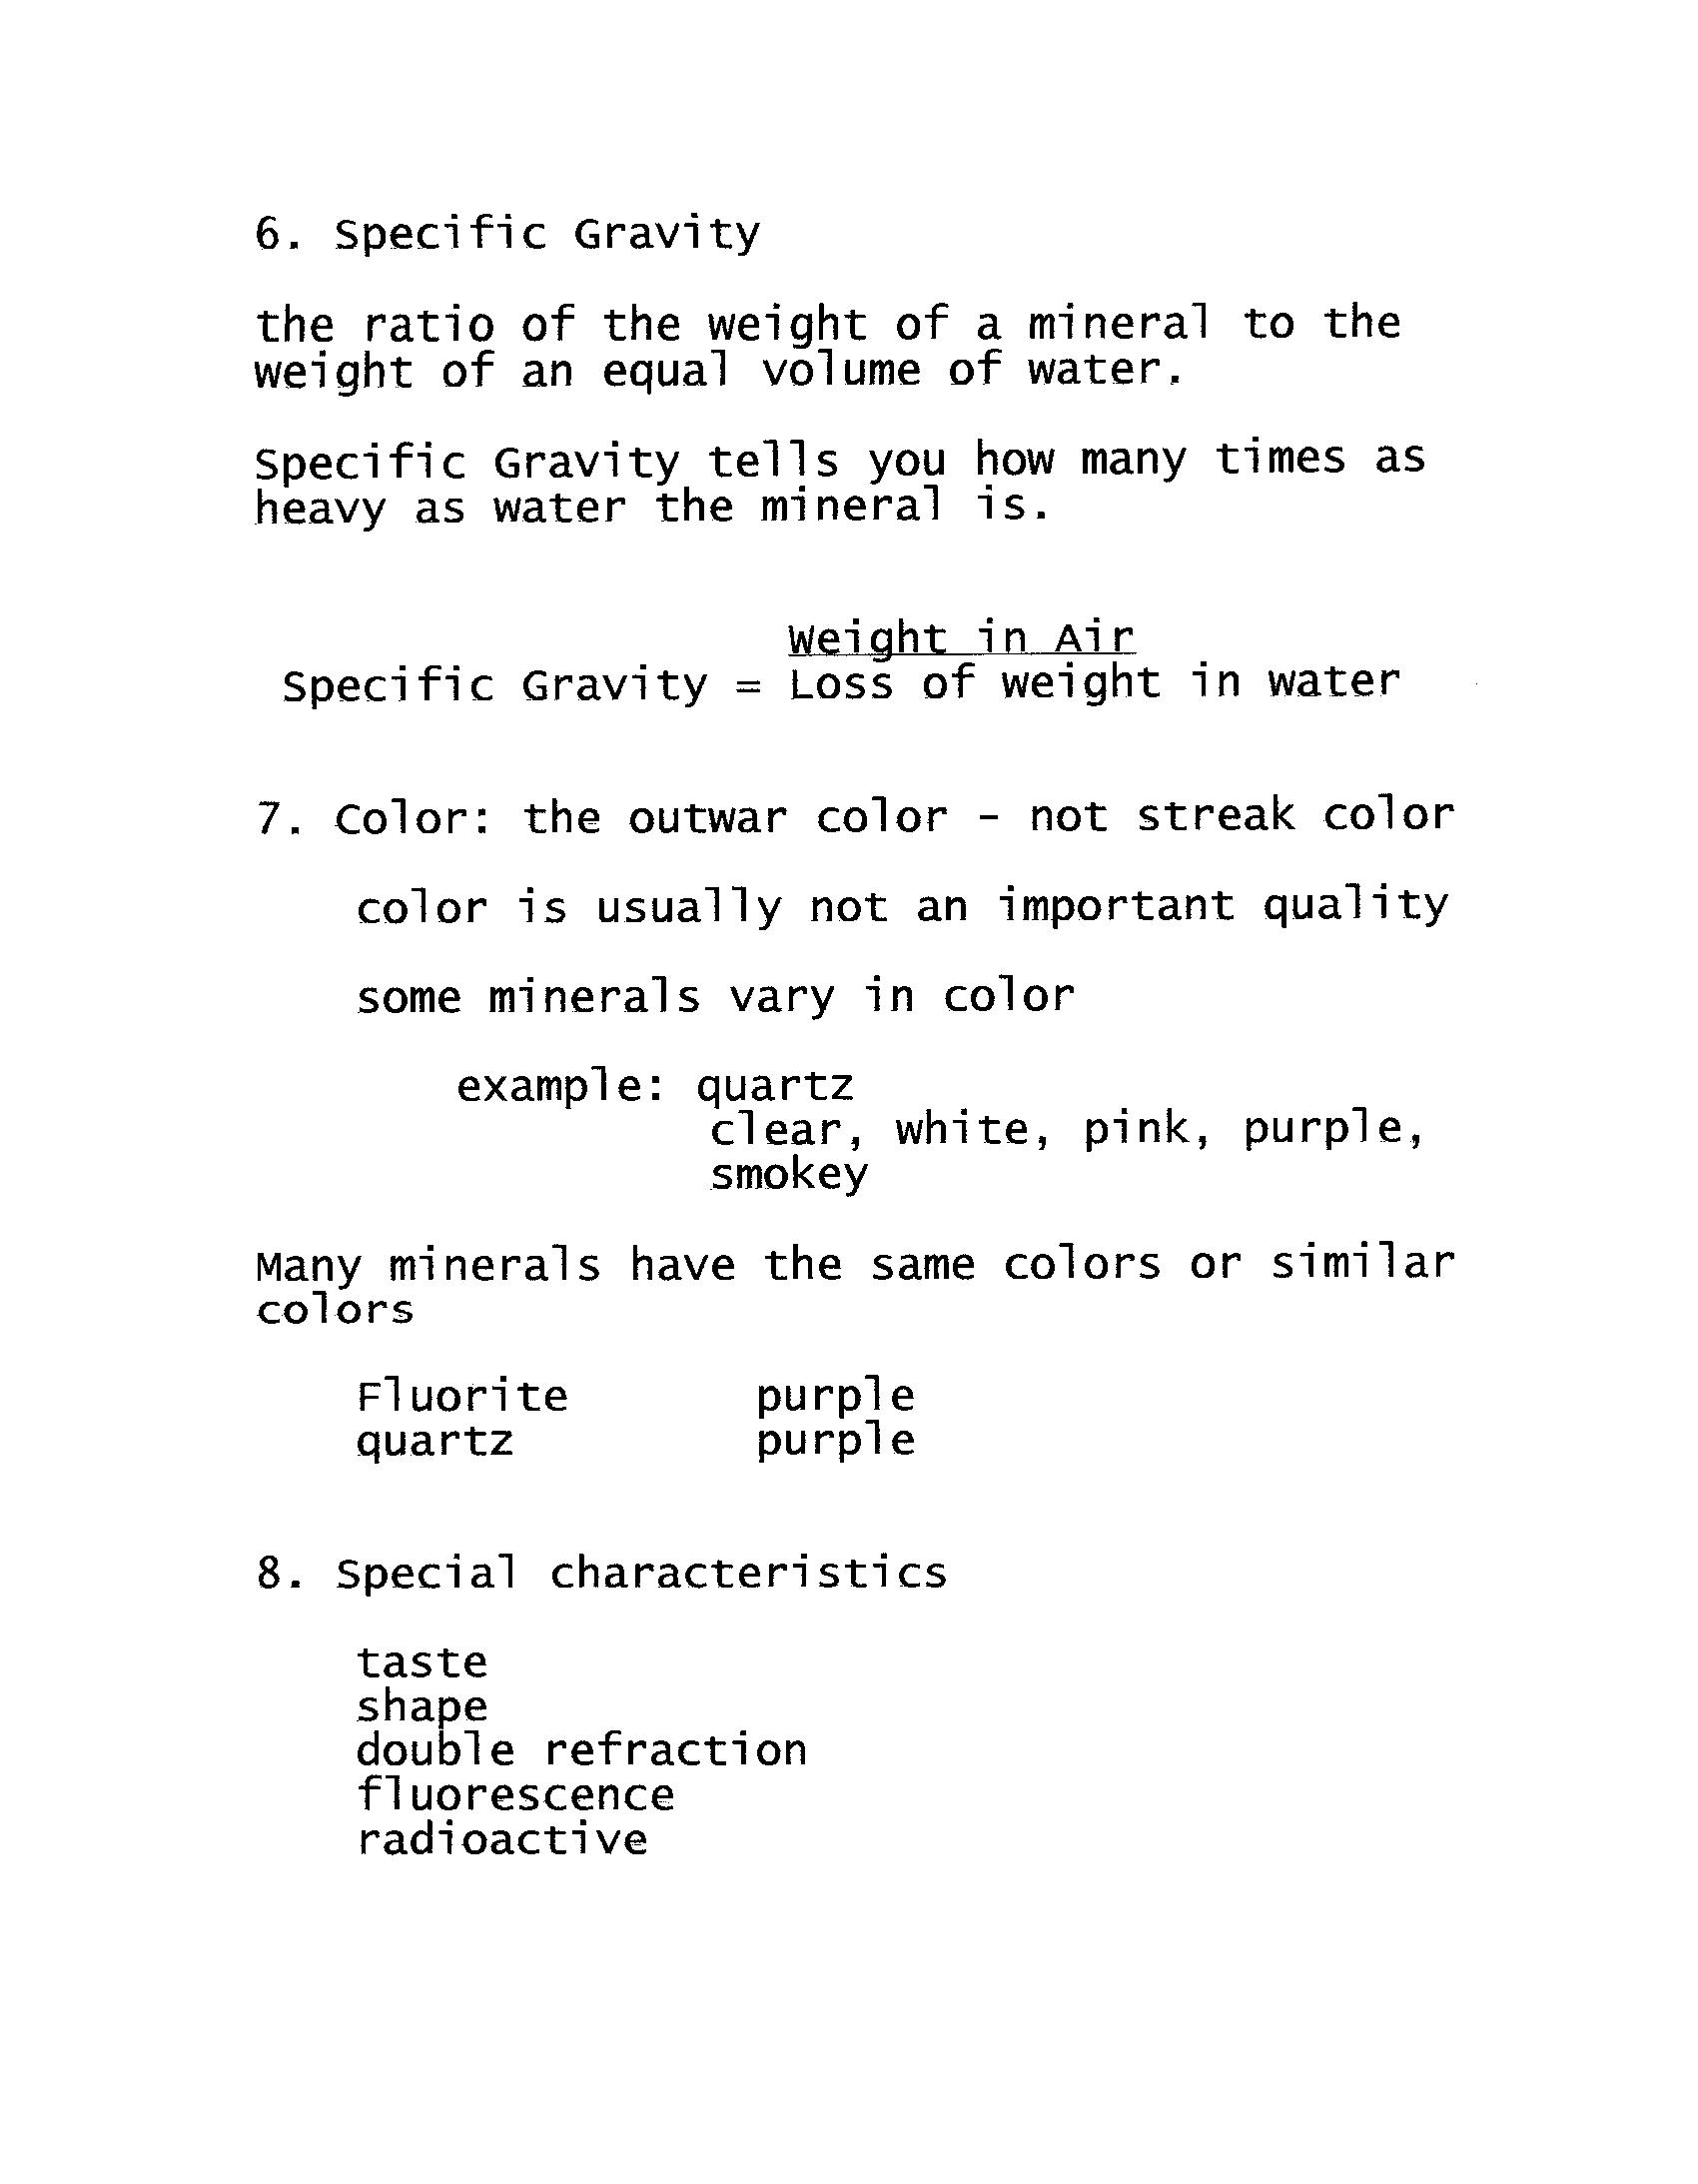 6. Specific Gravity
the ratio of the weight of a mineral to the
weight of an equal volume of water.
Specific Gravity tells you how many times as
heavy as water the mineral is.
Weight in Air
Specific Gravity = Loss of weight in water
7. Color: the outwar color - not streak color
color is usually not an important quality
some minerals vary in color
example: quartz
clear, white, pink, purple,
smokey
Many minerals have the same colors or similar
colors
Fluorite purple
quartz purple
8. Special characteristics
taste
shape
double refraction
fluorescence
radioactive